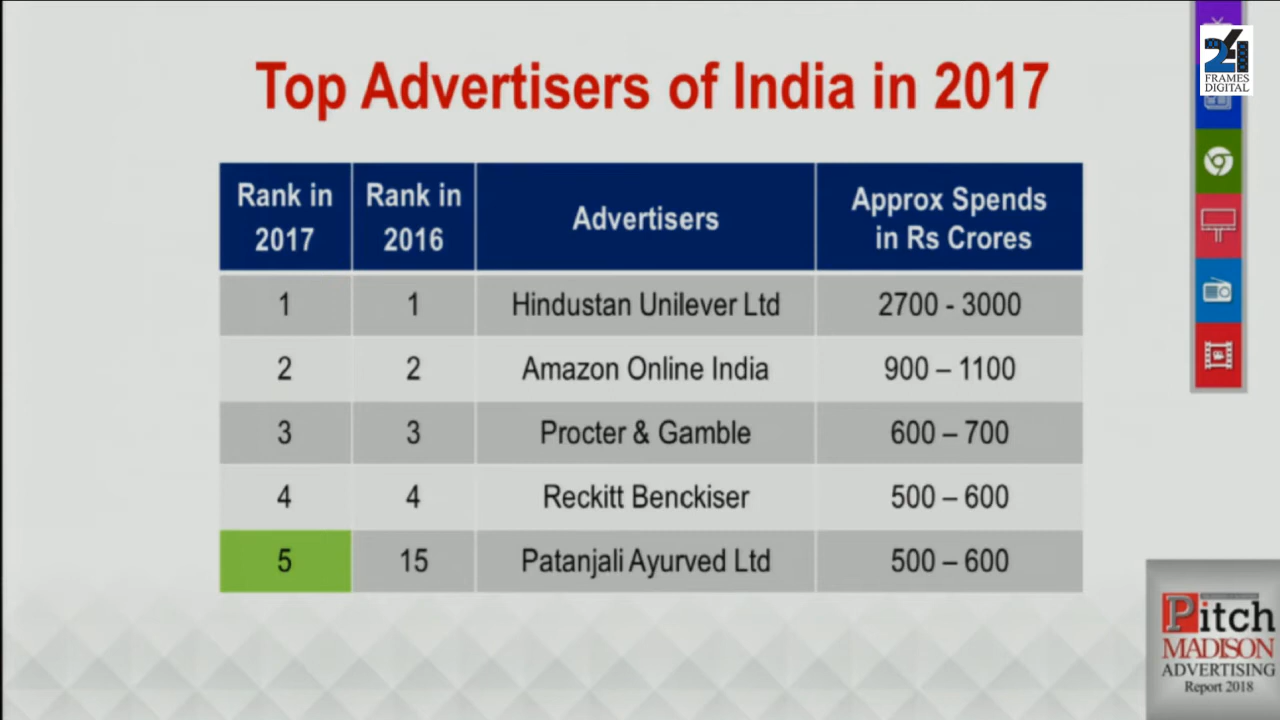 24
FRAMES
DIGITAL
Top Advertisers of India in 2017
Rank in 2017 Rank in 2016 Advertisers Approx Spends in Rs Crores
1 1 Hindustan Unilever Ltd 2700 - 3000
2 2 Amazon Online India 900 – 1100
3 3 Procter & Gamble 600 – 700
4 4 Reckitt Benckiser 500 – 600
5 15 Patanjali Ayurved Ltd 500 – 600
Pitch
MADISON
ADVERTISING
Report 2018